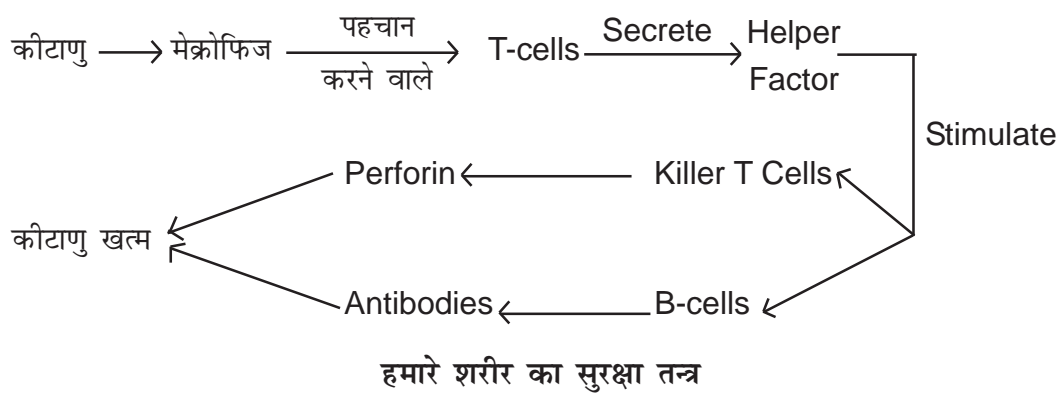 कीटाणु मेक्रोफिज पहचान करने वाले T-cells Secrete Helper Factor
Stimulate
Perforin Killer T Cells
कीटाणु खत्म
Antibodies B-cells
हमारे शरीर का सुरक्षा तन्त्र